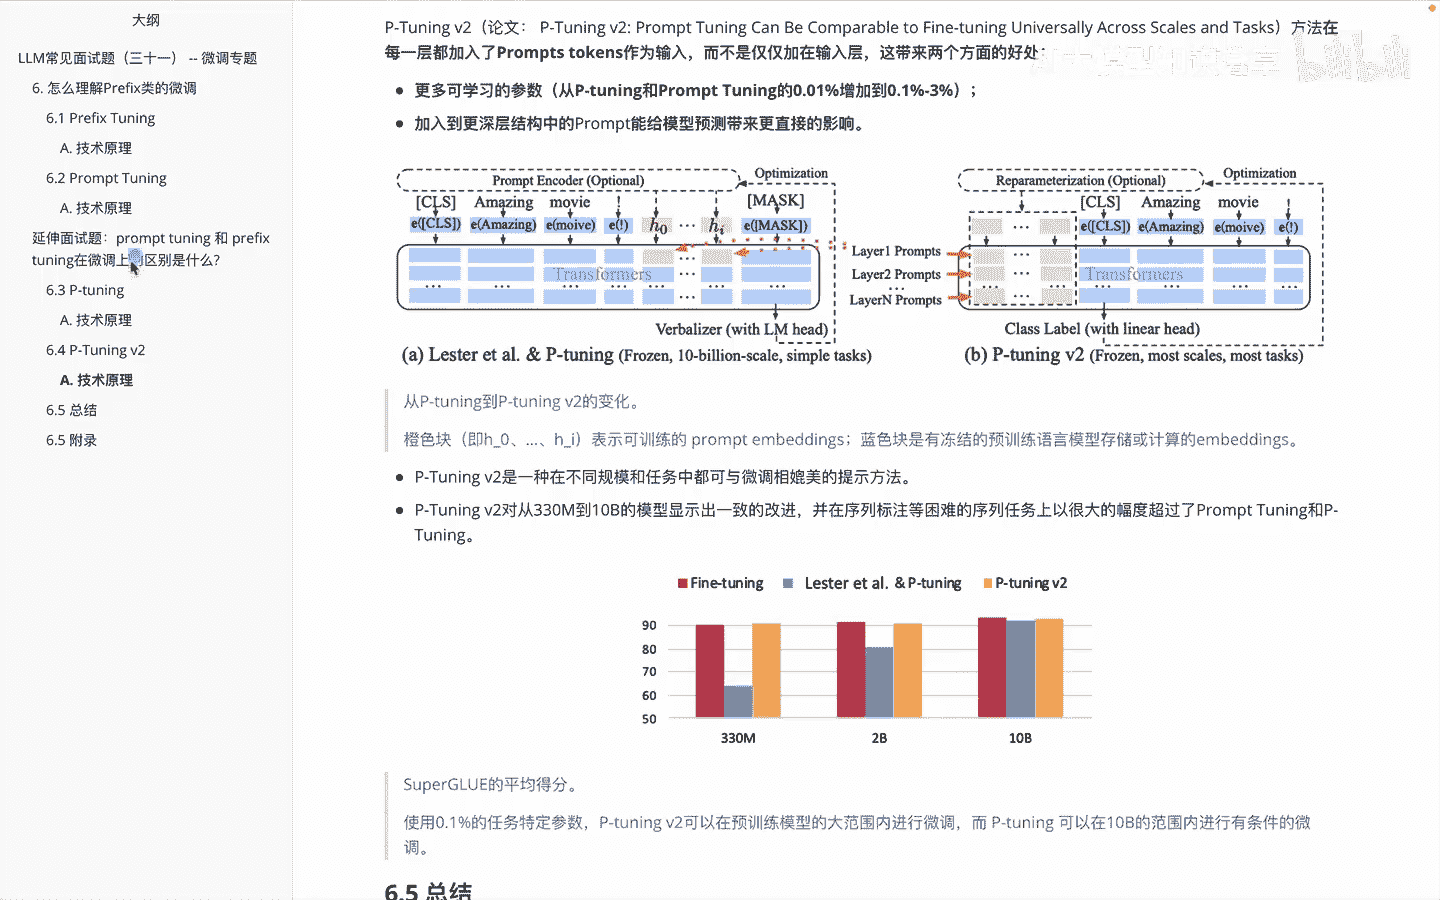 大纲
LLM常见面试题（三十一） -- 微调专题
6. 怎么理解Prefix类的微调
6.1 Prefix Tuning
A. 技术原理
6.2 Prompt Tuning
A. 技术原理
延伸面试题：prompt tuning 和 prefix
tuning在微调上的区别是什么?
6.3 P-tuning
A. 技术原理
6.4 P-Tuning v2
A. 技术原理
6.5 总结
6.5 附录
P-Tuning v2（论文： P-Tuning v2: Prompt Tuning Can Be Comparable to Fine-tuning Universally Across Scales and Tasks）方法在
每一层都加入了Prompts tokens作为输入，而不是仅仅加在输入层，这带来两个方面的好处：
更多可学习的参数（从P-tuning和Prompt Tuning的0.01%增加到0.1%-3%）；
加入到更深层结构中的Prompt能给模型预测带来更直接的影响。
Prompt Encoder (Optional)
Optimization
[CLS] Amazing movie ! [MASK]
e([CLS]) e(Amazing) e(moive) e(!) h0 ... hi e([MASK])
Transformers
... ... ... ... ... ...
Verbalizer (with LM head)
(a) Lester et al. & P-tuning (Frozen, 10-billion-scale, simple tasks)
Reparameterization (Optional)
Optimization
[CLS] Amazing movie !
... e([CLS]) e(Amazing) e(moive) e(!)
Layer1 Prompts
Layer2 Prompts
...
LayerN Prompts
Transformers
Class Label (with linear head)
(b) P-tuning v2 (Frozen, most scales, most tasks)
从P-tuning到P-tuning v2的变化。
橙色块（即h_0、...、h_i）表示可训练的 prompt embeddings；蓝色块是有冻结的预训练语言模型存储或计算的embeddings。
P-Tuning v2是一种在不同规模和任务中都可与微调相媲美的提示方法。
P-Tuning v2对从330M到10B的模型显示出一致的改进，并在序列标注等困难的序列任务上以很大的幅度超过了Prompt Tuning和P-
Tuning。
Fine-tuning Lester et al. & P-tuning P-tuning v2
90
80
70
60
50
330M 2B 10B
SuperGLUE的平均得分。
使用0.1%的任务特定参数，P-tuning v2可以在预训练模型的大范围内进行微调，而 P-tuning 可以在10B的范围内进行有条件的微
调。
6.5 总结